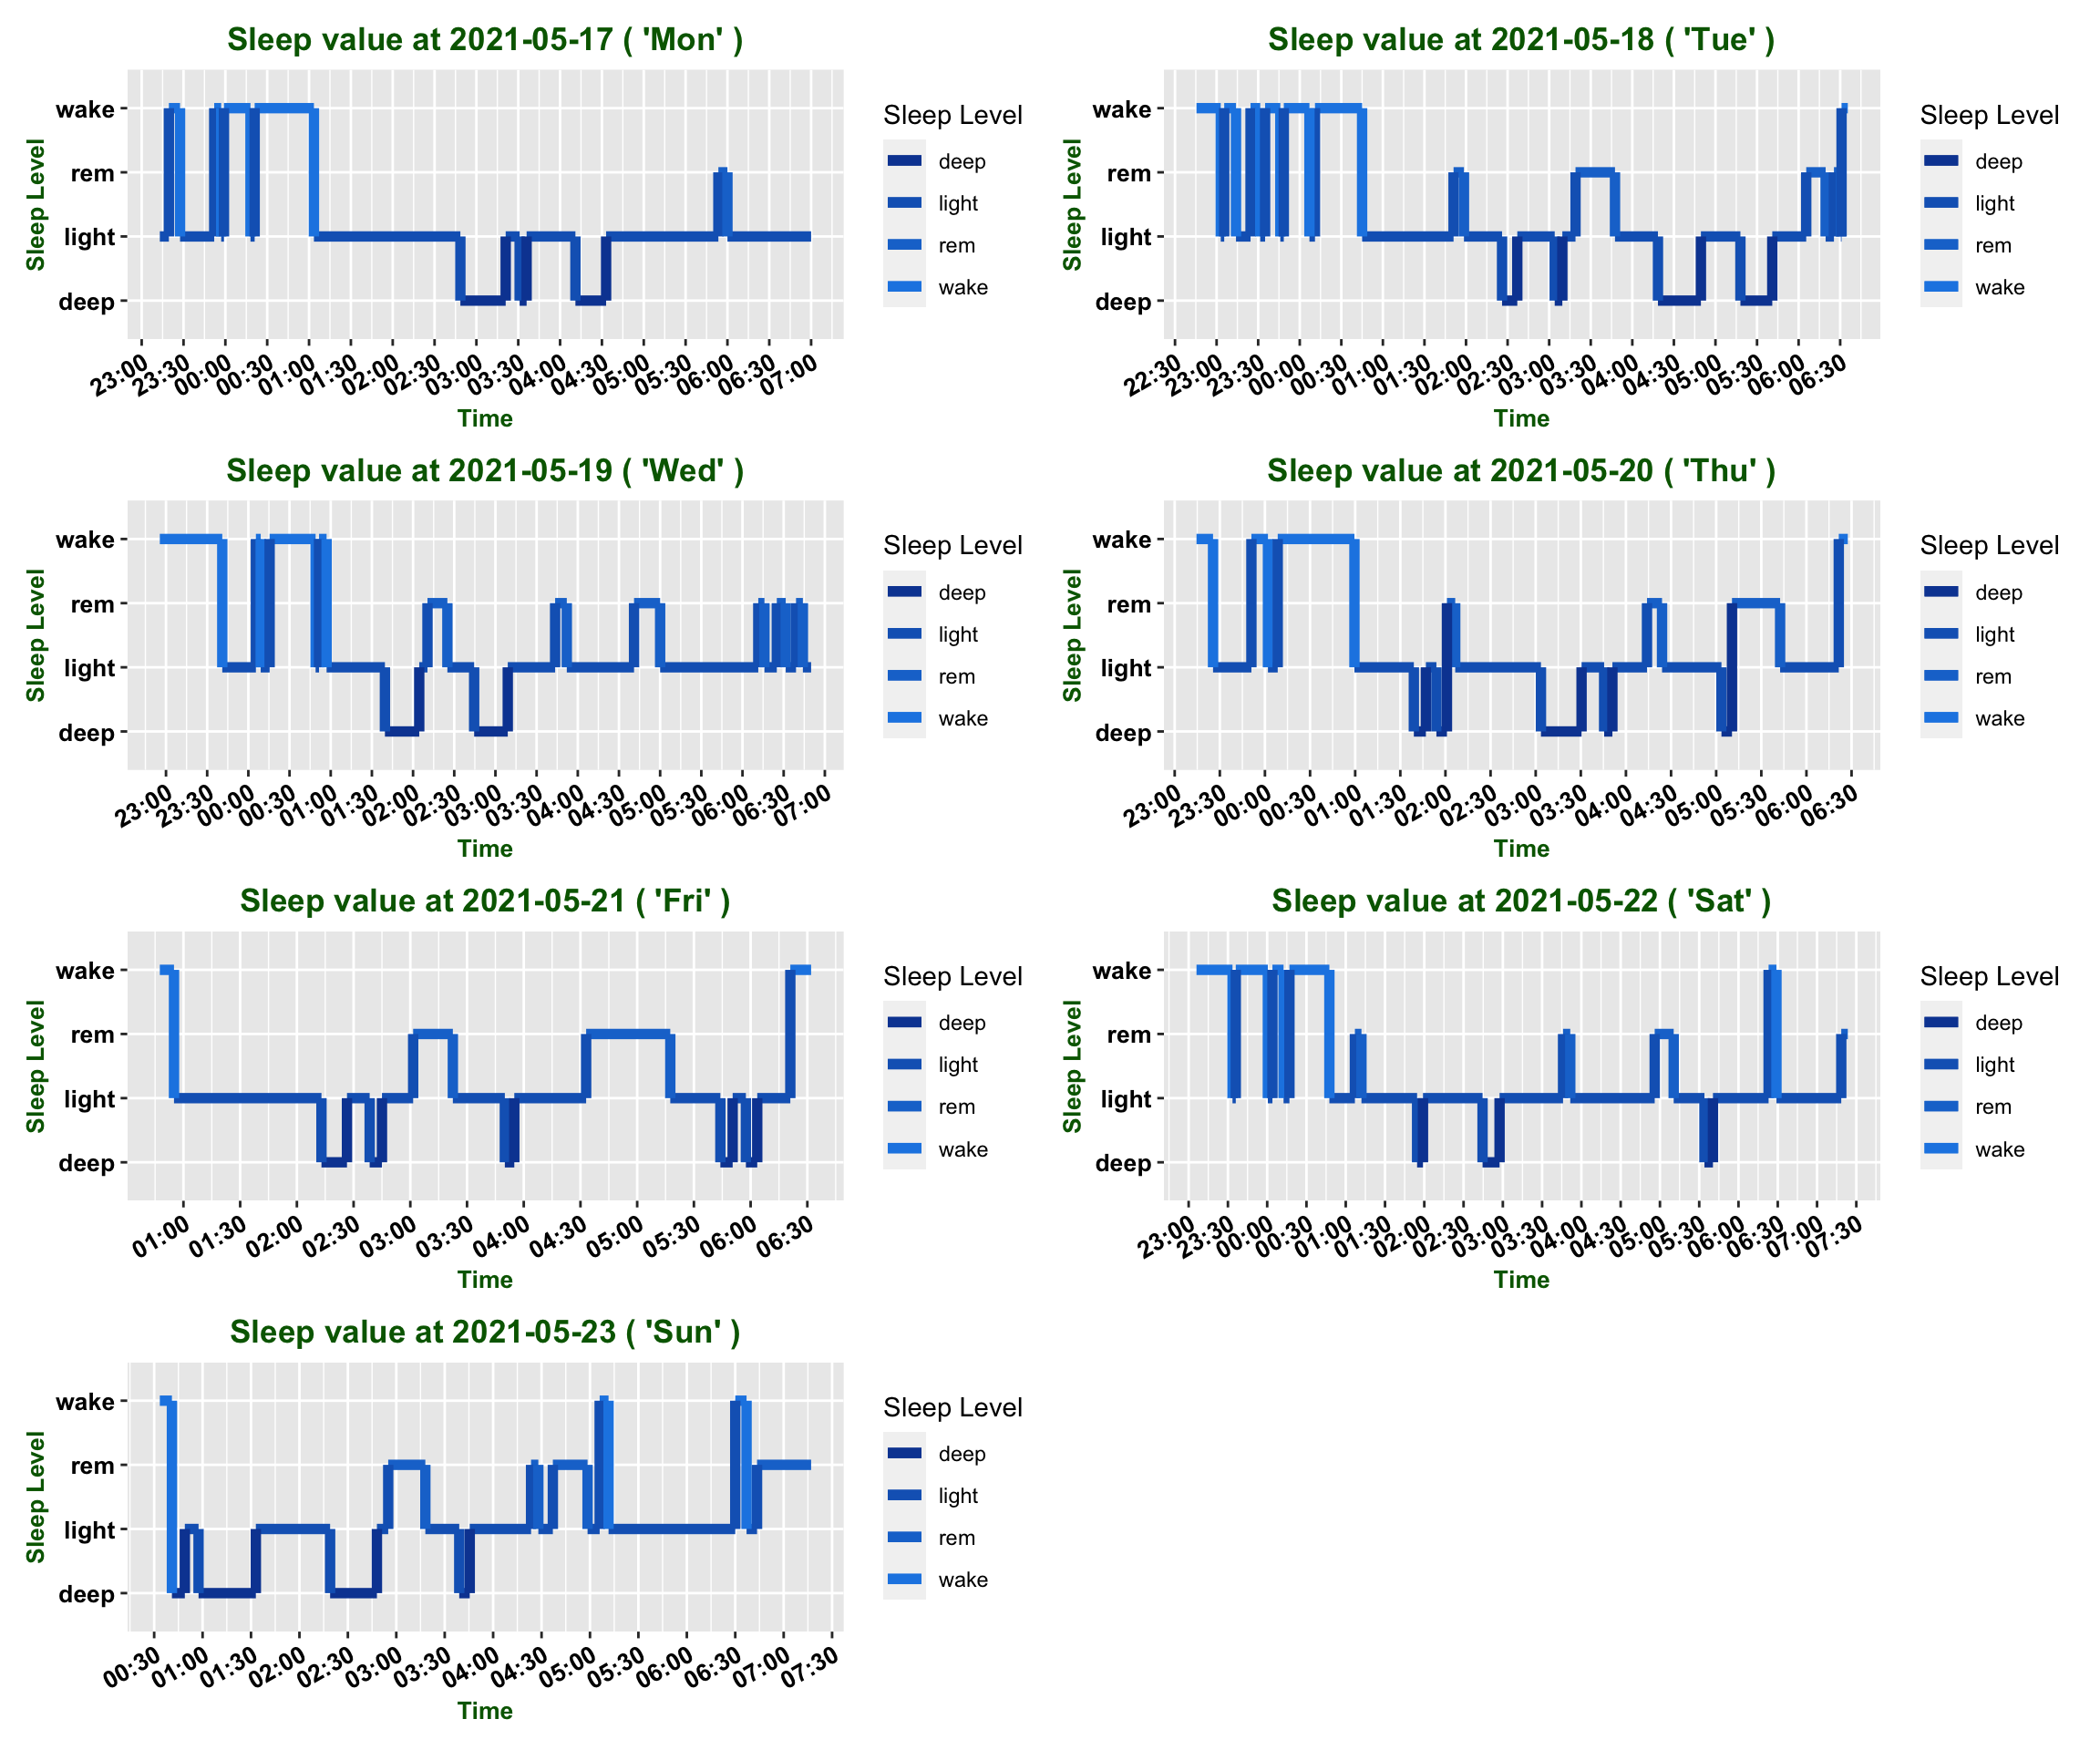 Sleep value at 2021-05-17 ( 'Mon' )
Sleep Level
wake
rem
light
deep
23:00 23:30 00:00 00:30 01:00 01:30 02:00 02:30 03:00 03:30 04:00 04:30 05:00 05:30 06:00 06:30 07:00
Time
Sleep Level
deep
light
rem
wake
Sleep value at 2021-05-18 ( 'Tue' )
Sleep Level
wake
rem
light
deep
22:30 23:00 23:30 00:00 00:30 01:00 01:30 02:00 02:30 03:00 03:30 04:00 04:30 05:00 05:30 06:00 06:30
Time
Sleep Level
deep
light
rem
wake
Sleep value at 2021-05-19 ( 'Wed' )
Sleep Level
wake
rem
light
deep
23:00 23:30 00:00 00:30 01:00 01:30 02:00 02:30 03:00 03:30 04:00 04:30 05:00 05:30 06:00 06:30 07:00
Time
Sleep Level
deep
light
rem
wake
Sleep value at 2021-05-20 ( 'Thu' )
Sleep Level
wake
rem
light
deep
23:00 23:30 00:00 00:30 01:00 01:30 02:00 02:30 03:00 03:30 04:00 04:30 05:00 05:30 06:00 06:30
Time
Sleep Level
deep
light
rem
wake
Sleep value at 2021-05-21 ( 'Fri' )
Sleep Level
wake
rem
light
deep
01:00 01:30 02:00 02:30 03:00 03:30 04:00 04:30 05:00 05:30 06:00 06:30
Time
Sleep Level
deep
light
rem
wake
Sleep value at 2021-05-22 ( 'Sat' )
Sleep Level
wake
rem
light
deep
23:00 23:30 00:00 00:30 01:00 01:30 02:00 02:30 03:00 03:30 04:00 04:30 05:00 05:30 06:00 06:30 07:00 07:30
Time
Sleep Level
deep
light
rem
wake
Sleep value at 2021-05-23 ( 'Sun' )
Sleep Level
wake
rem
light
deep
00:30 01:00 01:30 02:00 02:30 03:00 03:30 04:00 04:30 05:00 05:30 06:00 06:30 07:00 07:30
Time
Sleep Level
deep
light
rem
wake